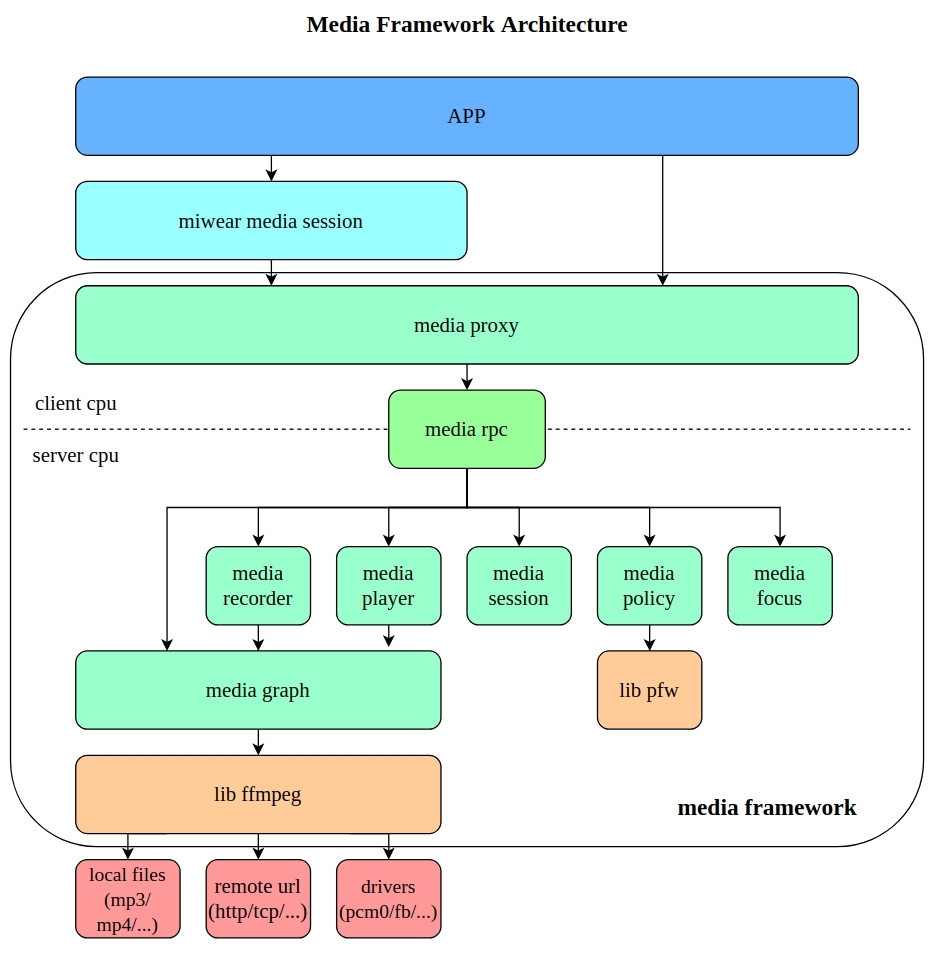 Media Framework Architecture
APP
miwear media session
media proxy
client cpu
media rpc
server cpu
media
recorder
media
player
media
session
media
policy
media
focus
media graph
lib pfw
lib ffmpeg
media framework
local files
(mp3/
mp4/...)
remote url
(http/tcp/...)
drivers
(pcm0/fb/...)